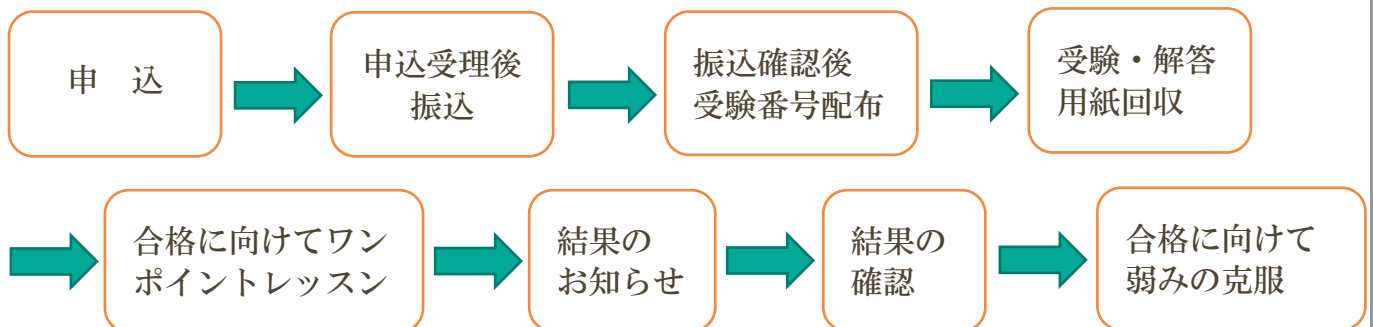 申　込
申込受理後
振込
振込確認後
受験番号配布
受験・解答
用紙回収
合格に向けてワン
ポイントレッスン
結果の
お知らせ
結果の
確認
合格に向けて
弱みの克服